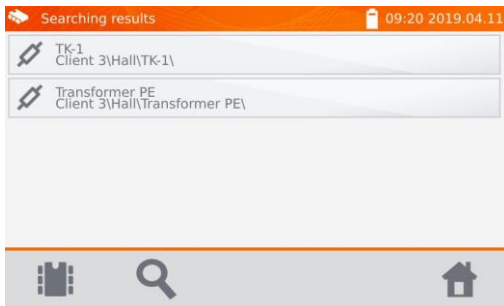 Searching results
09:20 2019.04.11
TK-1
Client 3\Hall\TK-1\
Transformer PE
Client 3\Hall\Transformer PE\